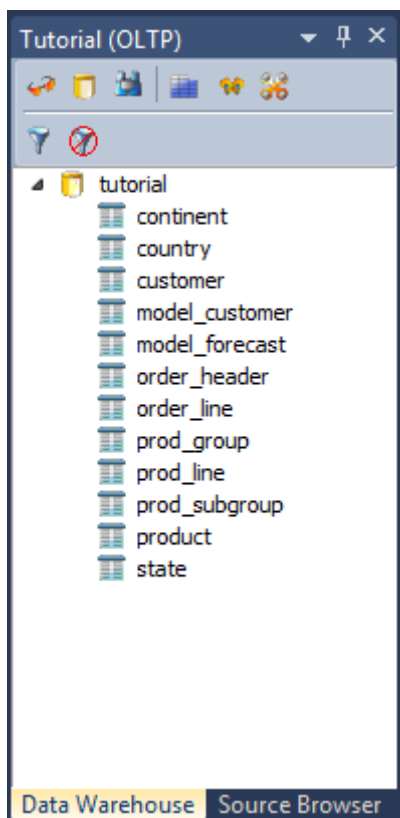 Tutorial (OLTP)
tutorial
continent
country
customer
model_customer
model_forecast
order_header
order_line
prod_group
prod_line
prod_subgroup
product
state
Data Warehouse Source Browser